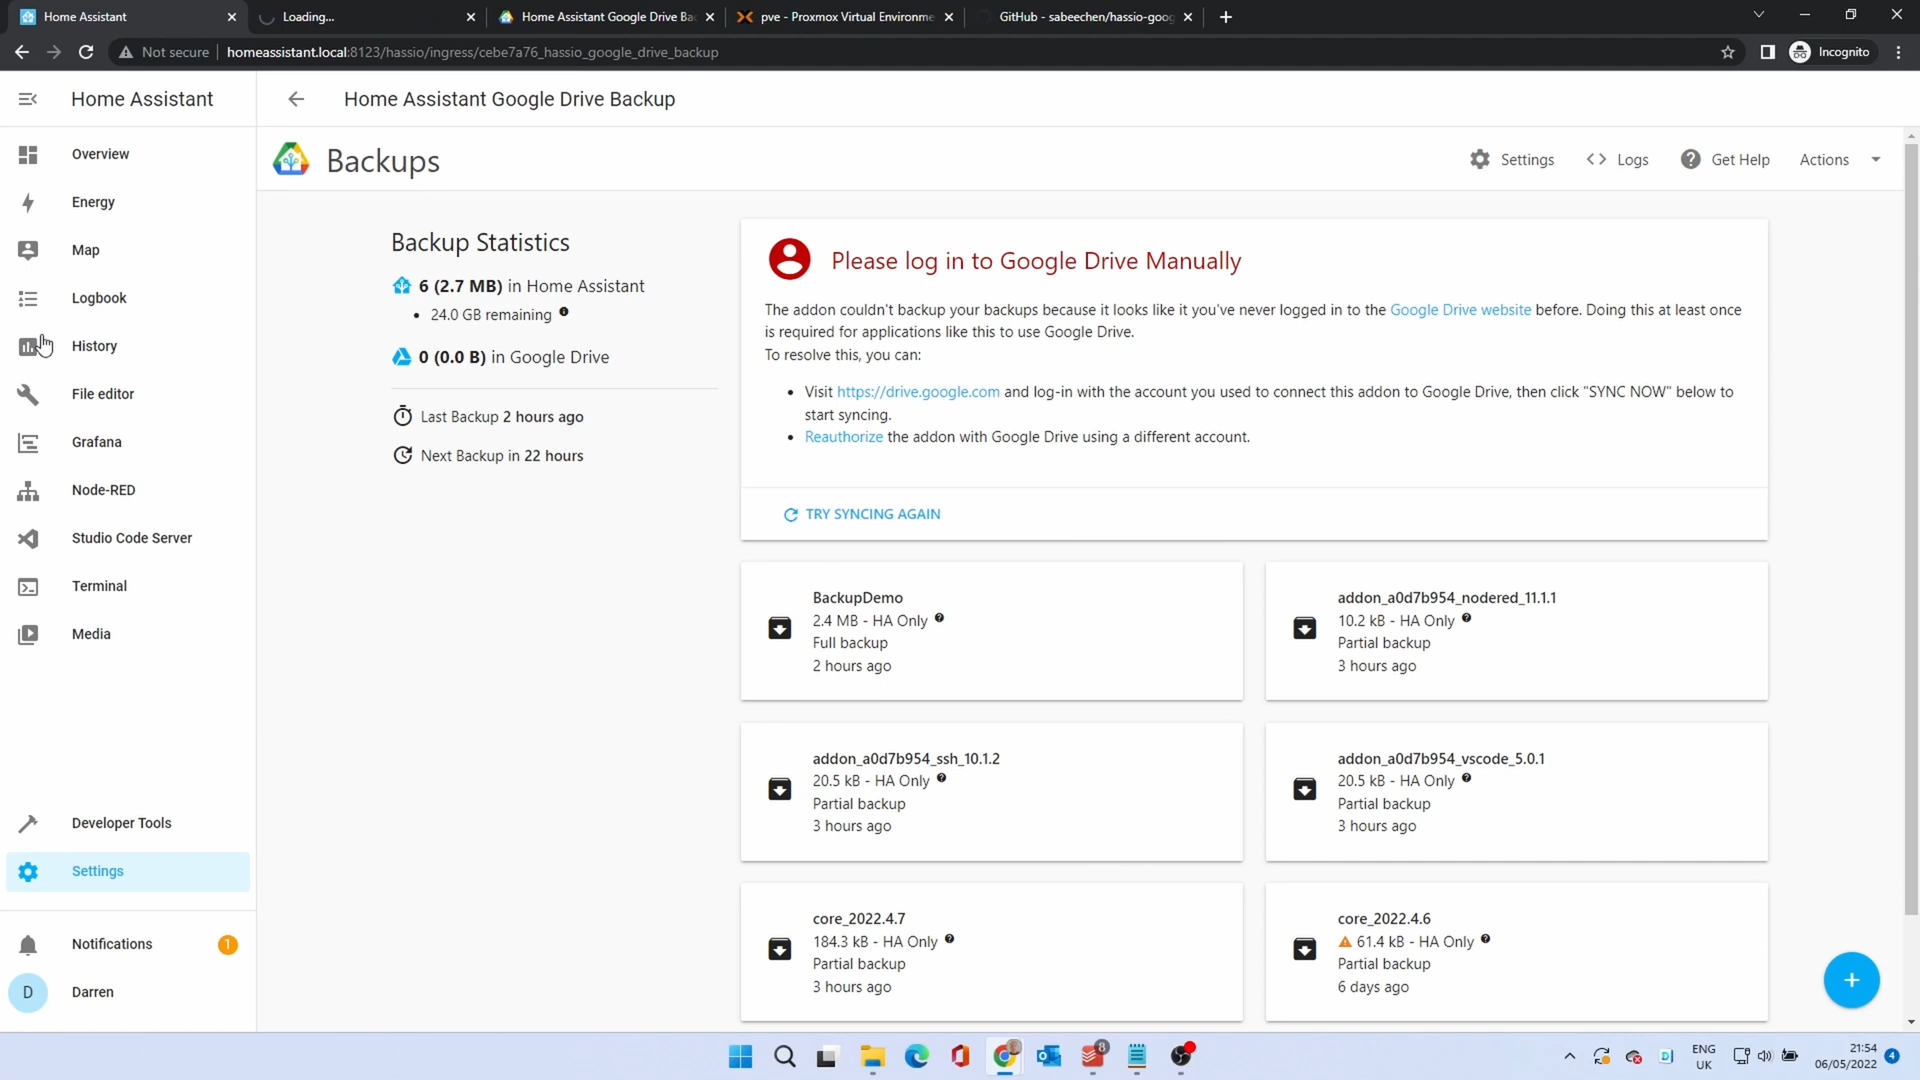 Home Assistant
Loading...
Home Assistant Google Drive Ba
pve - Proxmox Virtual Environme
GitHub - sabeechen/hassio-goog
Not secure
homeassistant.local:8123/hassio/ingress/cebe7a76_hassio_google_drive_backup
Incognito
Home Assistant
Home Assistant Google Drive Backup
Overview
Energy
Map
Logbook
History
File editor
Grafana
Node-RED
Studio Code Server
Terminal
Media
Developer Tools
Settings
Notifications
1
D
Darren
Backups
Settings
Logs
Get Help
Actions
Backup Statistics
6 (2.7 MB) in Home Assistant
• 24.0 GB remaining
0 (0.0 B) in Google Drive
Last Backup 2 hours ago
Next Backup in 22 hours
Please log in to Google Drive Manually
The addon couldn't backup your backups because it looks like it you've never logged in to the Google Drive website before. Doing this at least once
is required for applications like this to use Google Drive.
To resolve this, you can:
• Visit https://drive.google.com and log-in with the account you used to connect this addon to Google Drive, then click "SYNC NOW" below to
start syncing.
• Reauthorize the addon with Google Drive using a different account.
TRY SYNCING AGAIN
BackupDemo
2.4 MB - HA Only
Full backup
2 hours ago
addon_a0d7b954_nodered_11.1.1
10.2 kB - HA Only
Partial backup
3 hours ago
addon_a0d7b954_ssh_10.1.2
20.5 kB - HA Only
Partial backup
3 hours ago
addon_a0d7b954_vscode_5.0.1
20.5 kB - HA Only
Partial backup
3 hours ago
core_2022.4.7
184.3 kB - HA Only
Partial backup
3 hours ago
core_2022.4.6
61.4 kB - HA Only
Partial backup
6 days ago
+
8
ENG
UK
21:54
06/05/2022
4